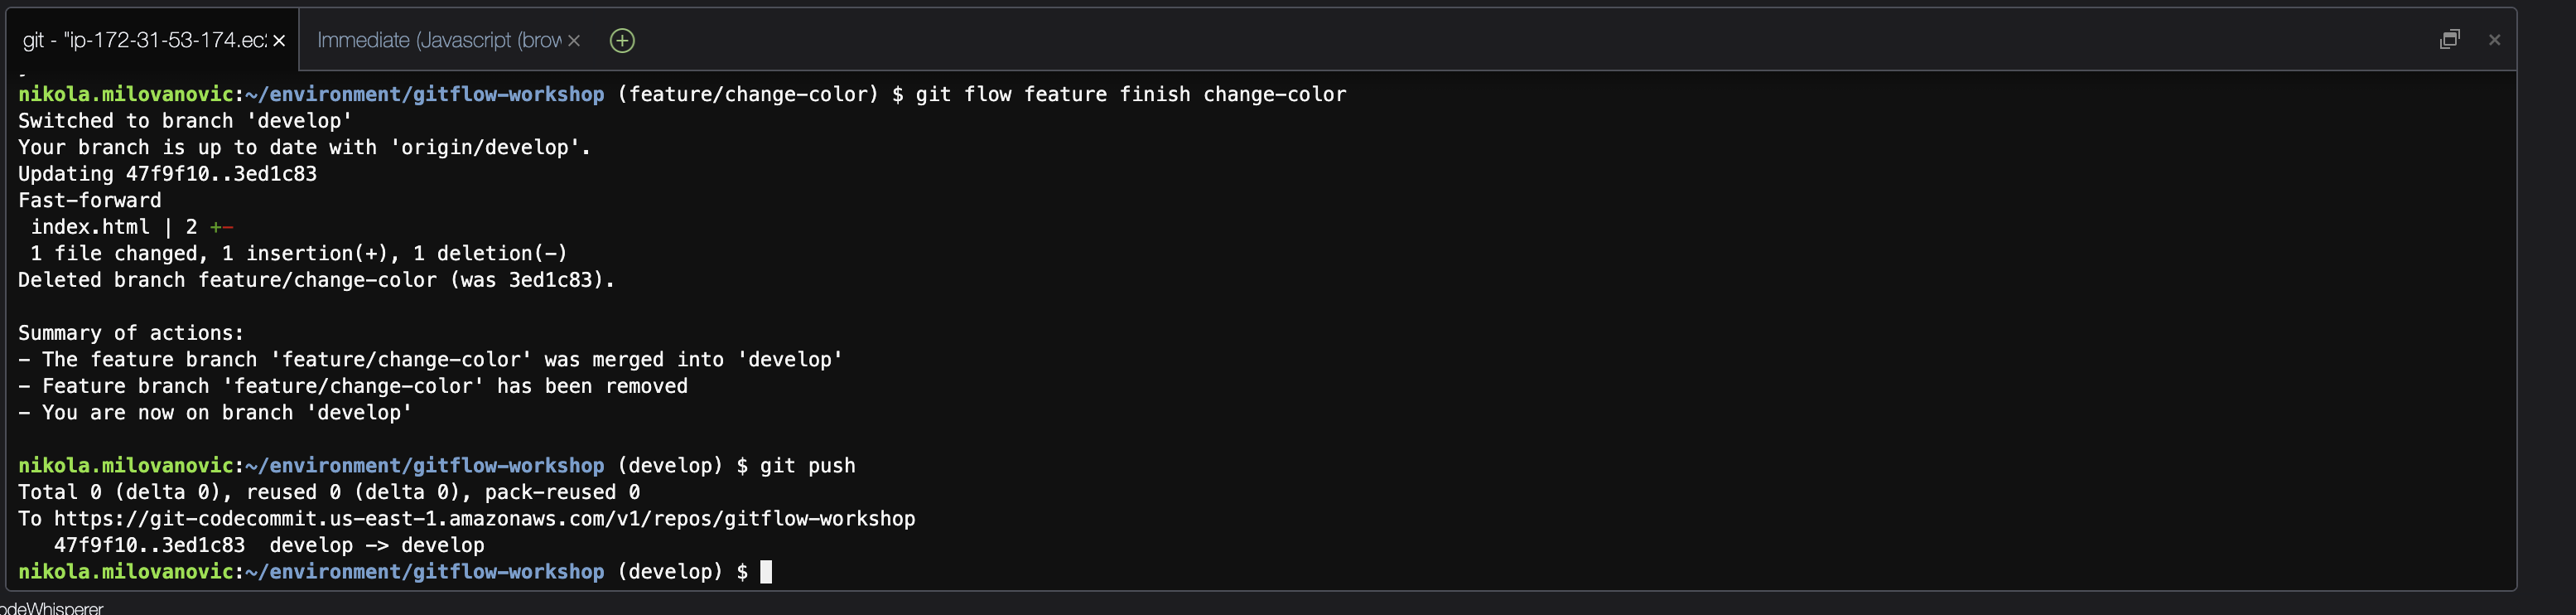 git - "ip-172-31-53-174.ec2 Immediate (Javascript (brow
nikola.milovanovic:~/environment/gitflow-workshop (feature/change-color) $ git flow feature finish change-color
Switched to branch 'develop'
Your branch is up to date with 'origin/develop'.
Updating 47f9f10..3ed1c83
Fast-forward
 index.html | 2 +-
 1 file changed, 1 insertion(+), 1 deletion(-)
Deleted branch feature/change-color (was 3ed1c83).

Summary of actions:
- The feature branch 'feature/change-color' was merged into 'develop'
- Feature branch 'feature/change-color' has been removed
- You are now on branch 'develop'

nikola.milovanovic:~/environment/gitflow-workshop (develop) $ git push
Total 0 (delta 0), reused 0 (delta 0), pack-reused 0
To https://git-codecommit.us-east-1.amazonaws.com/v1/repos/gitflow-workshop
   47f9f10..3ed1c83  develop -> develop
nikola.milovanovic:~/environment/gitflow-workshop (develop) $
odeWhisperer